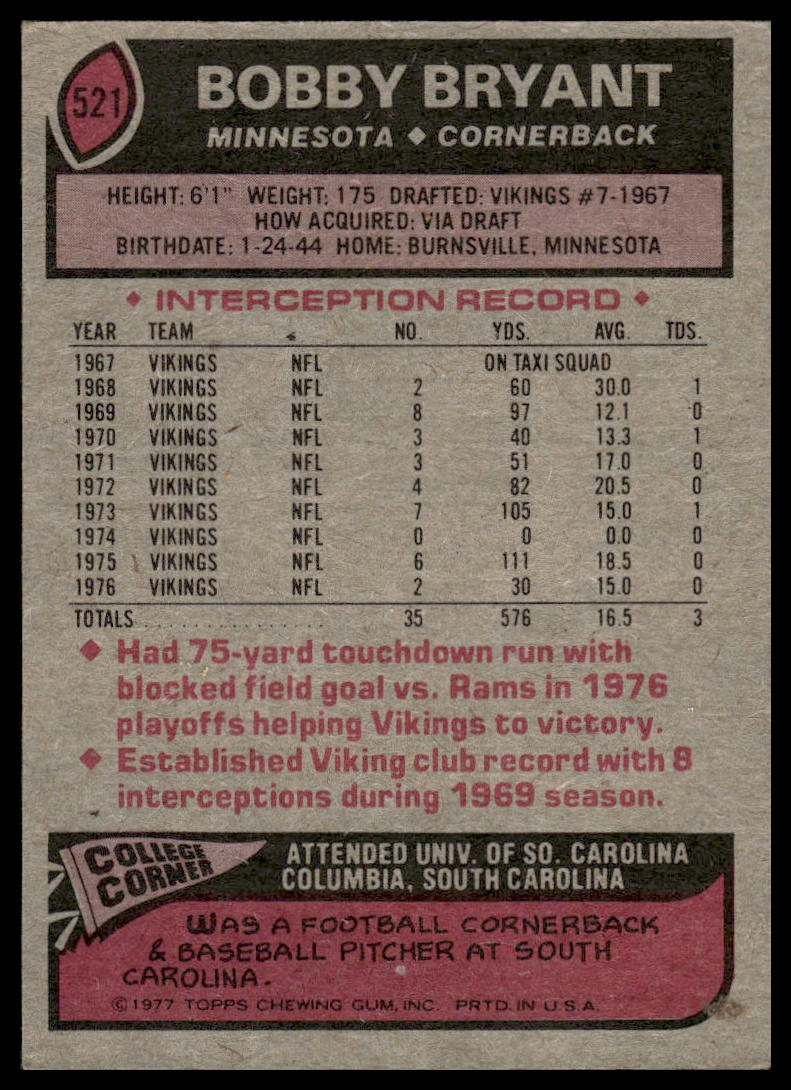 521
BOBBY BRYANT
MINNESOTA ◆ CORNERBACK
HEIGHT: 6'1" WEIGHT: 175 DRAFTED: VIKINGS #7-1967
HOW ACQUIRED: VIA DRAFT
BIRTHDATE: 1-24-44 HOME: BURNSVILLE, MINNESOTA
◆ INTERCEPTION RECORD ◆
YEAR TEAM NO. YDS. AVG. TDS.
1967 VIKINGS NFL ON TAXI SQUAD
1968 VIKINGS NFL 2 60 30.0 1
1969 VIKINGS NFL 8 97 12.1 0
1970 VIKINGS NFL 3 40 13.3 1
1971 VIKINGS NFL 3 51 17.0 0
1972 VIKINGS NFL 4 82 20.5 0
1973 VIKINGS NFL 7 105 15.0 1
1974 VIKINGS NFL 0 0 0.0 0
1975 VIKINGS NFL 6 111 18.5 0
1976 VIKINGS NFL 2 30 15.0 0
TOTALS . . . . . . . . . . . . . . . 35 576 16.5 3
◆ Had 75-yard touchdown run with
blocked field goal vs. Rams in 1976
playoffs helping Vikings to victory.
◆ Established Viking club record with 8
interceptions during 1969 season.
COLLEGE
CORNER
ATTENDED UNIV. OF SO. CAROLINA
COLUMBIA, SOUTH CAROLINA
WAS A FOOTBALL CORNERBACK
& BASEBALL PITCHER AT SOUTH
CAROLINA.
©1977 TOPPS CHEWING GUM, INC. PRTD. IN U.S.A.